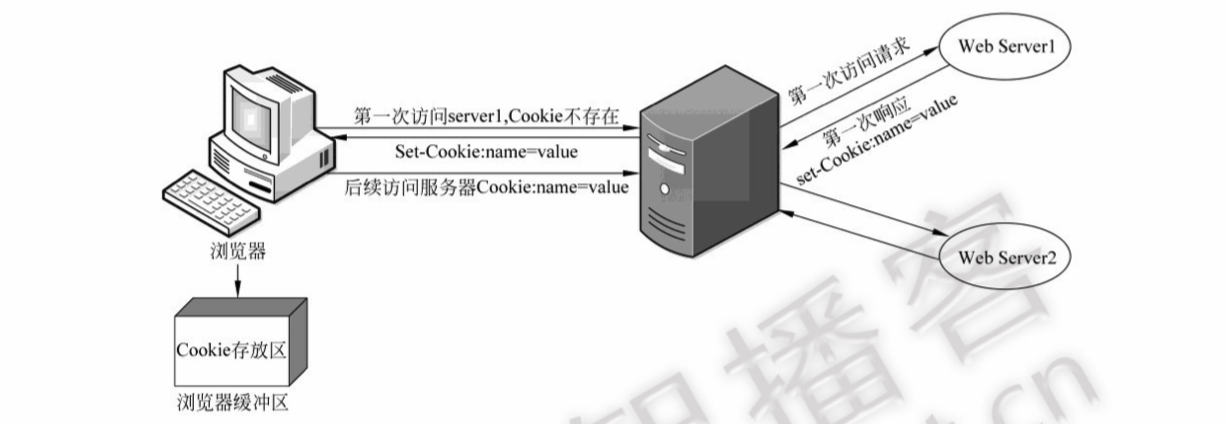 第一次访问请求
Web Server1
第一次访问server1,Cookie不存在
第一次响应
set-Cookie:name=value
Set-Cookie:name=value
后续访问服务器Cookie:name=value
浏览器
Web Server2
Cookie存放区
浏览器缓冲区
智播客
t.cn